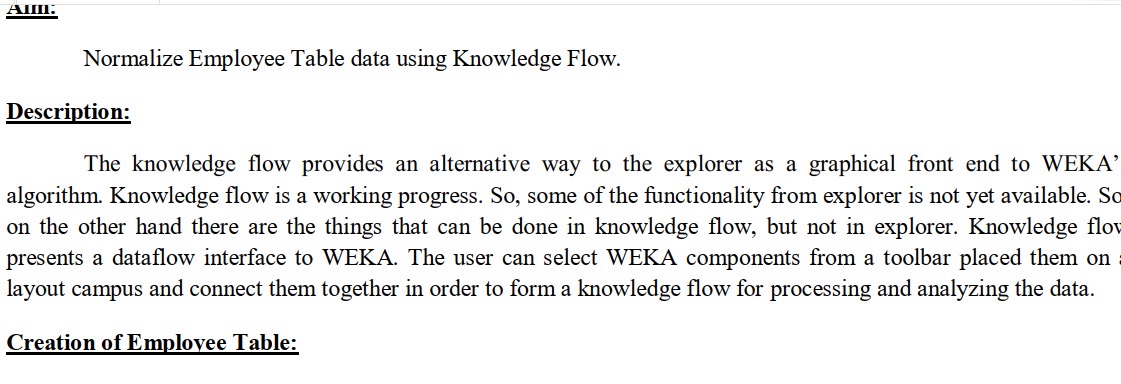 Aim:
Normalize Employee Table data using Knowledge Flow.
Description:
The knowledge flow provides an alternative way to the explorer as a graphical front end to WEKA'
algorithm. Knowledge flow is a working progress. So, some of the functionality from explorer is not yet available. So
on the other hand there are the things that can be done in knowledge flow, but not in explorer. Knowledge flow
presents a dataflow interface to WEKA. The user can select WEKA components from a toolbar placed them on a
layout campus and connect them together in order to form a knowledge flow for processing and analyzing the data.
Creation of Employee Table: